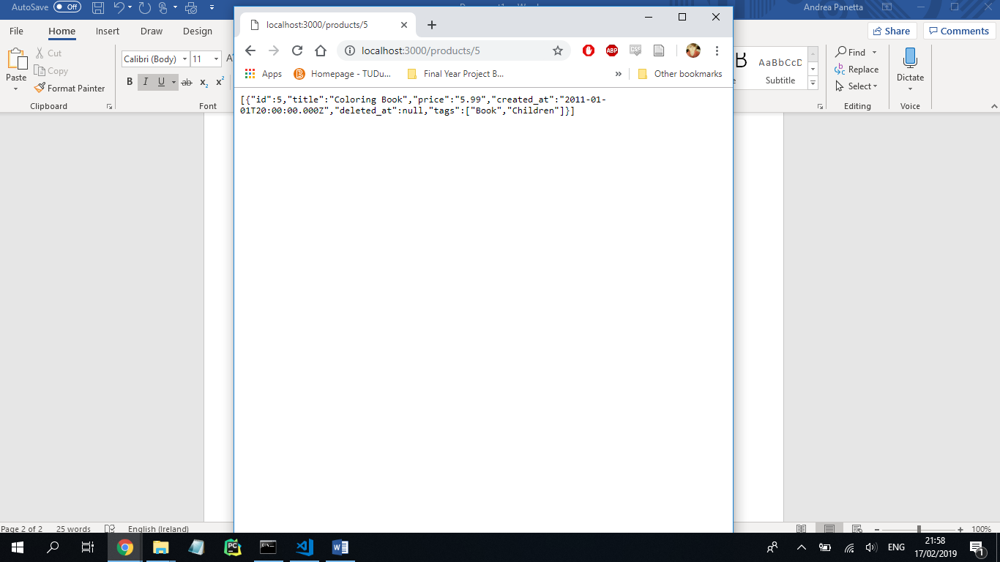 AutoSave Off
Andrea Panetta
File Home Insert Draw Design
Share Comments
Paste
Cut
Copy
Format Painter
Clipboard
Calibri (Body) 11
B I U ab x₂ x²
Font
localhost:3000/products/5
localhost:3000/products/5
ABP
Apps Homepage - TUDu... Final Year Project B... » Other bookmarks
[{"id":5,"title":"Coloring Book","price":"5.99","created_at":"2011-01-
01T20:00:00.000Z","deleted_at":null,"tags":["Book","Children"]}]
AaBbCcD
Subtitle
Find
Replace
Select
Editing
Dictate
Voice
Page 2 of 2 25 words English (Ireland)
100%
PC
ENG
21:58
17/02/2019
1